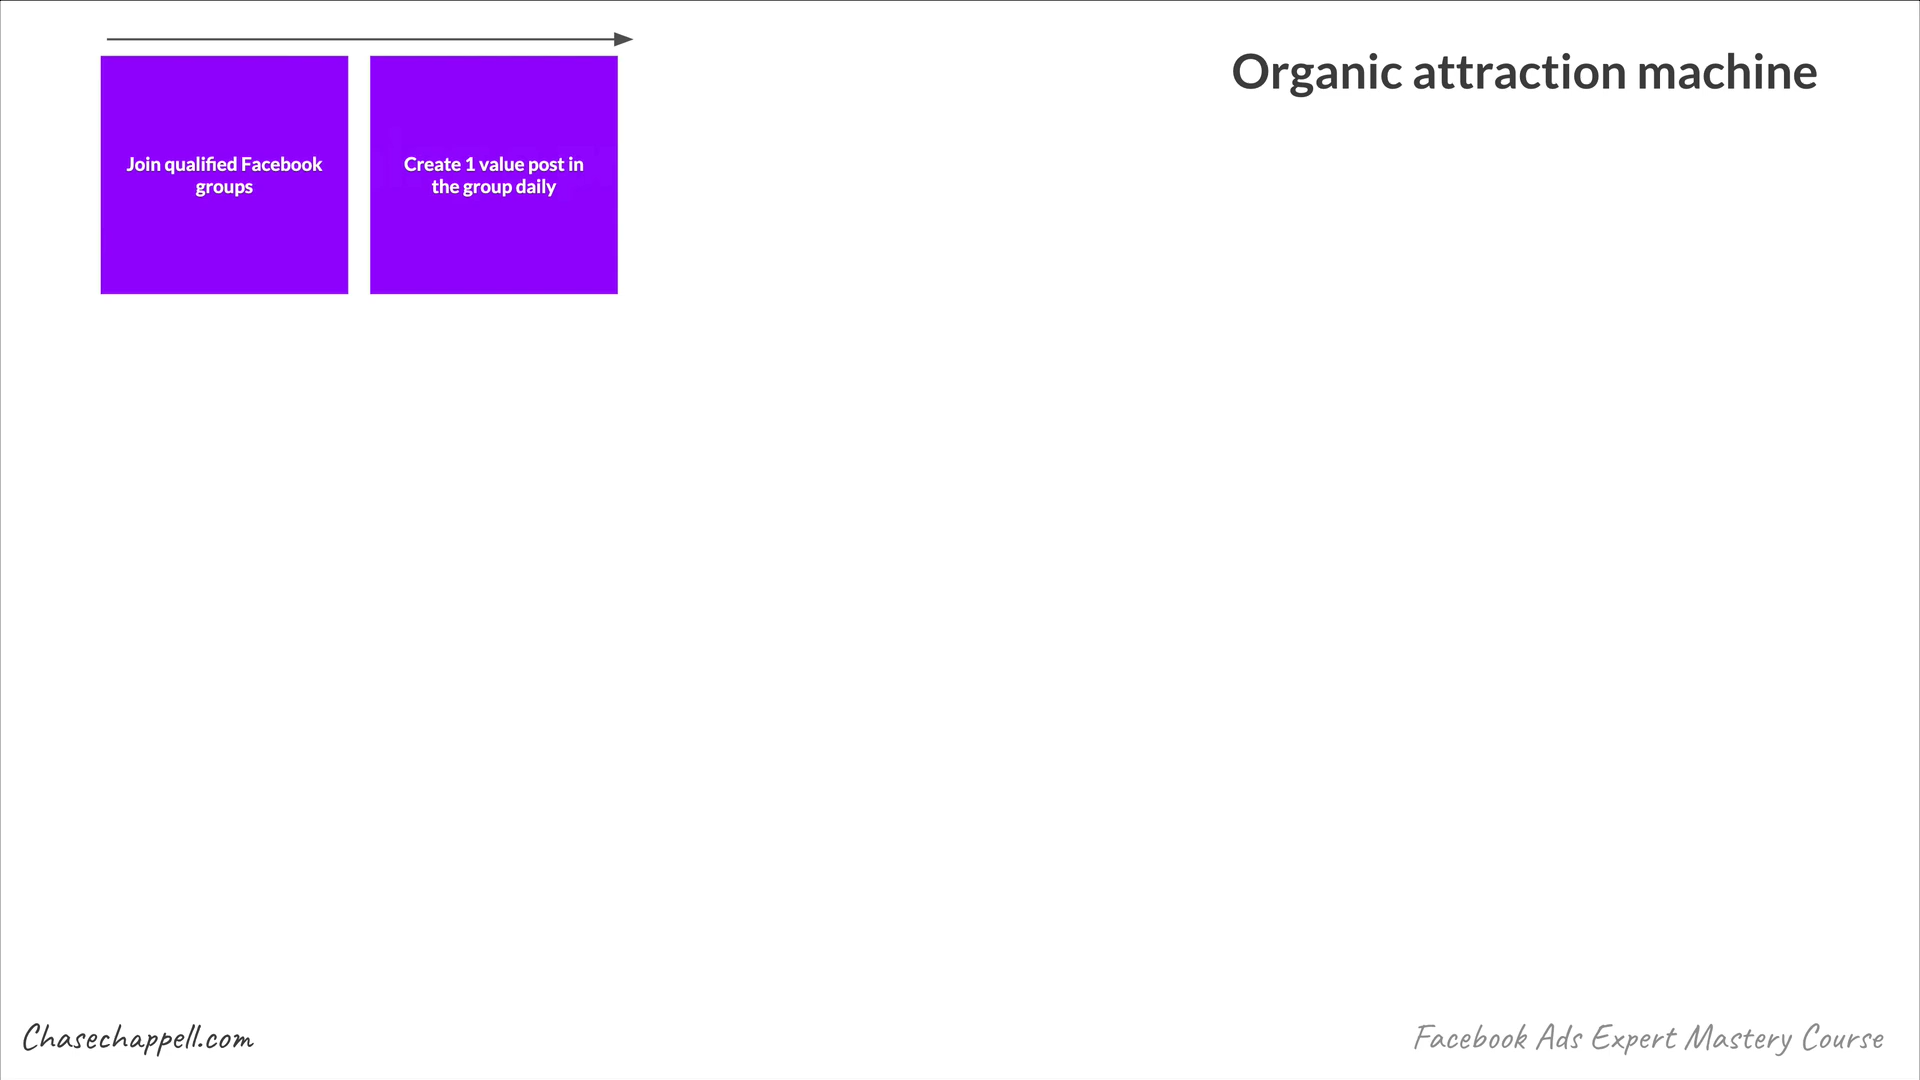 Organic attraction machine
Join qualified Facebook
groups
Create 1 value post in
the group daily
Chasechappell.com
Facebook Ads Expert Mastery Course